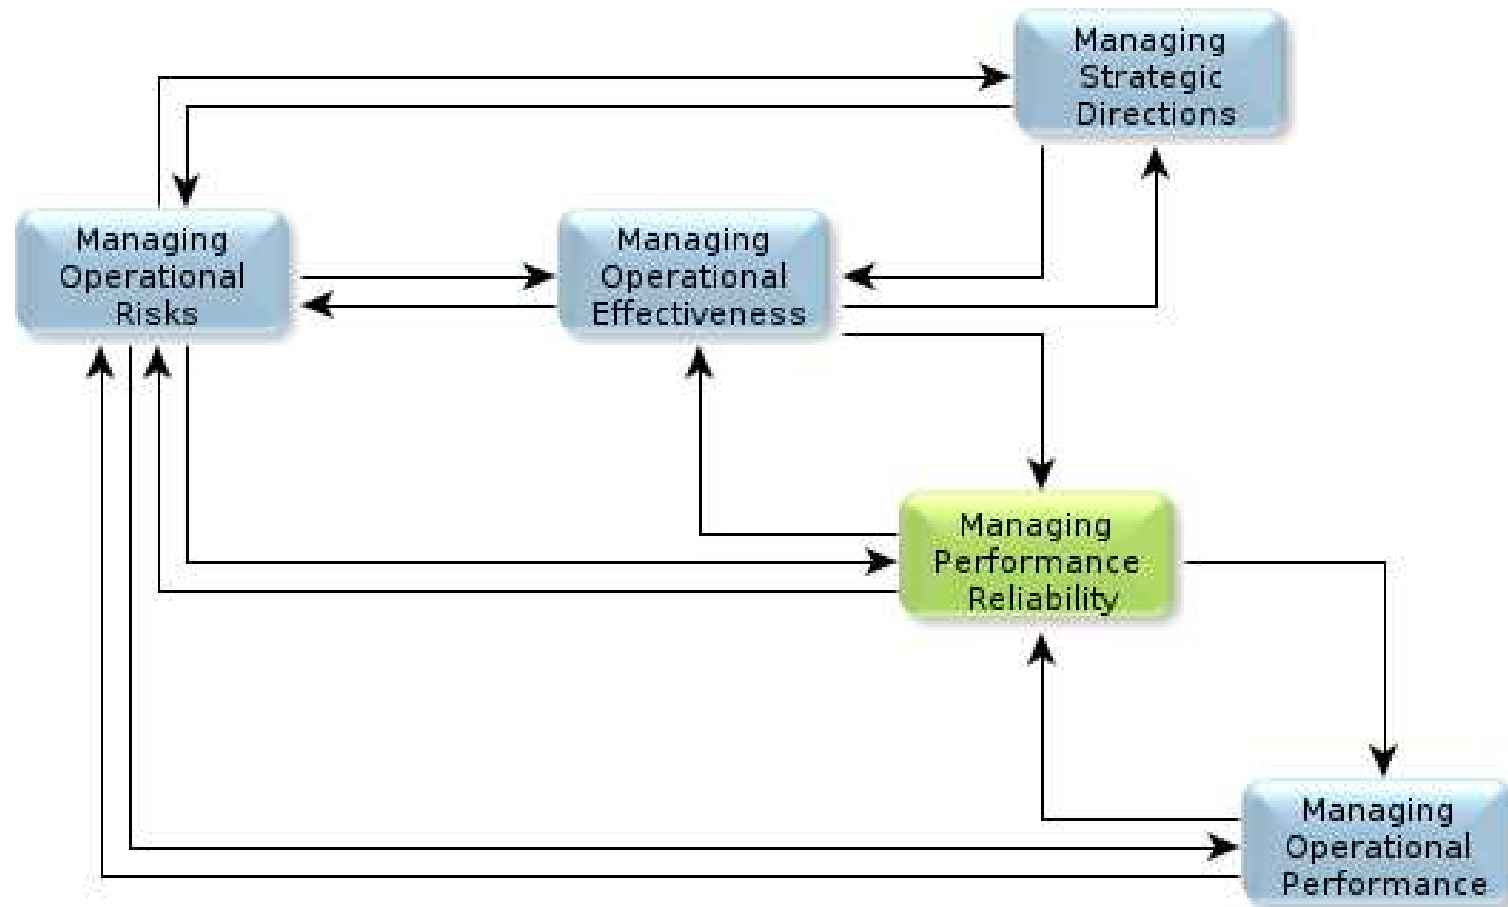 Managing
Strategic
Directions
Managing
Operational
Risks
Managing
Operational
Effectiveness
Managing
Performance
Reliability
Managing
Operational
Performance